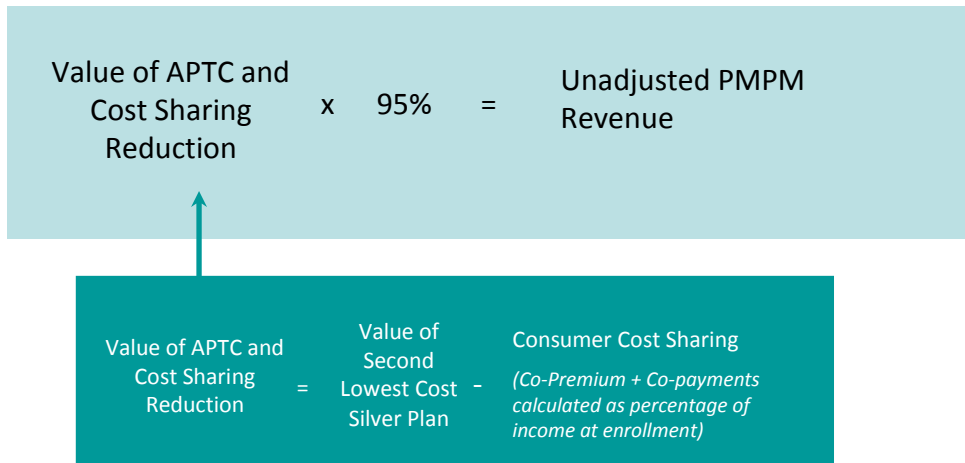 Value of APTC and
Cost Sharing
Reduction
x 95% =
Unadjusted PMPM
Revenue
Value of APTC and
Cost Sharing
Reduction
=
Value of
Second
Lowest Cost
Silver Plan
-
Consumer Cost Sharing
(Co-Premium + Co-payments
calculated as percentage of
income at enrollment)